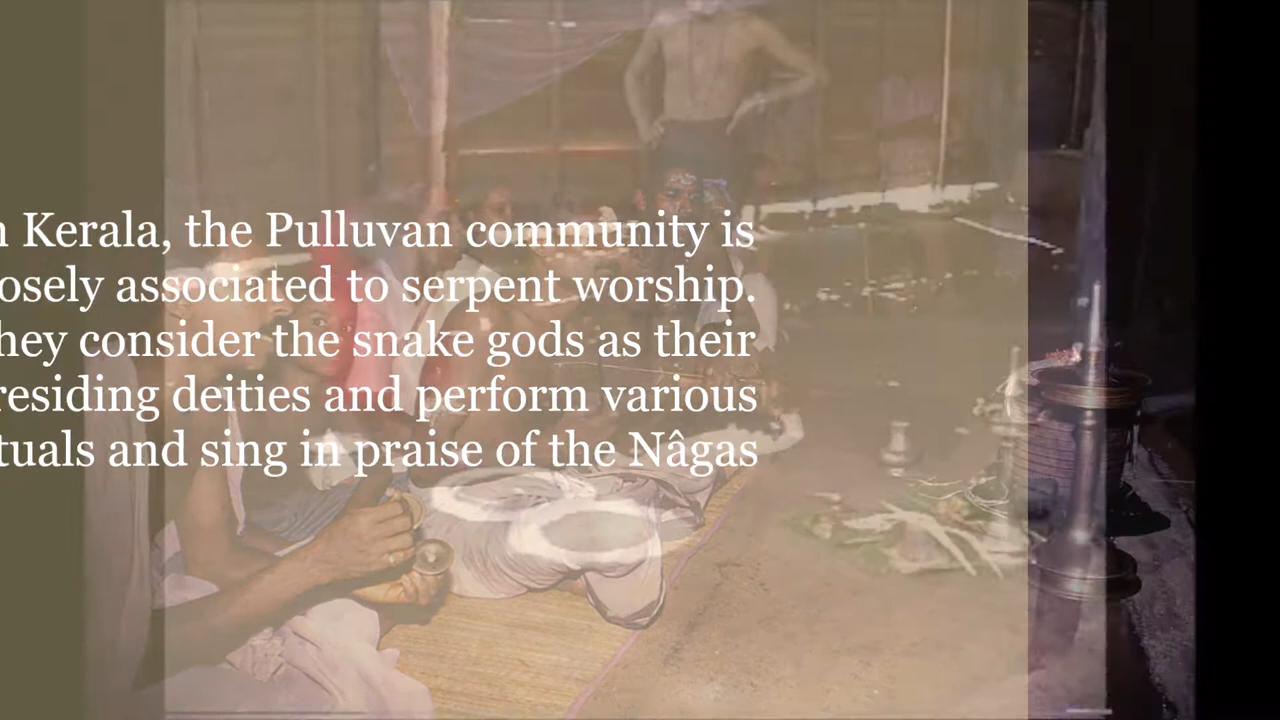 n Kerala, the Pulluvan community is
osely associated to serpent worship.
hey consider the snake gods as their
residing deities and perform various
tuals and sing in praise of the Nâgas